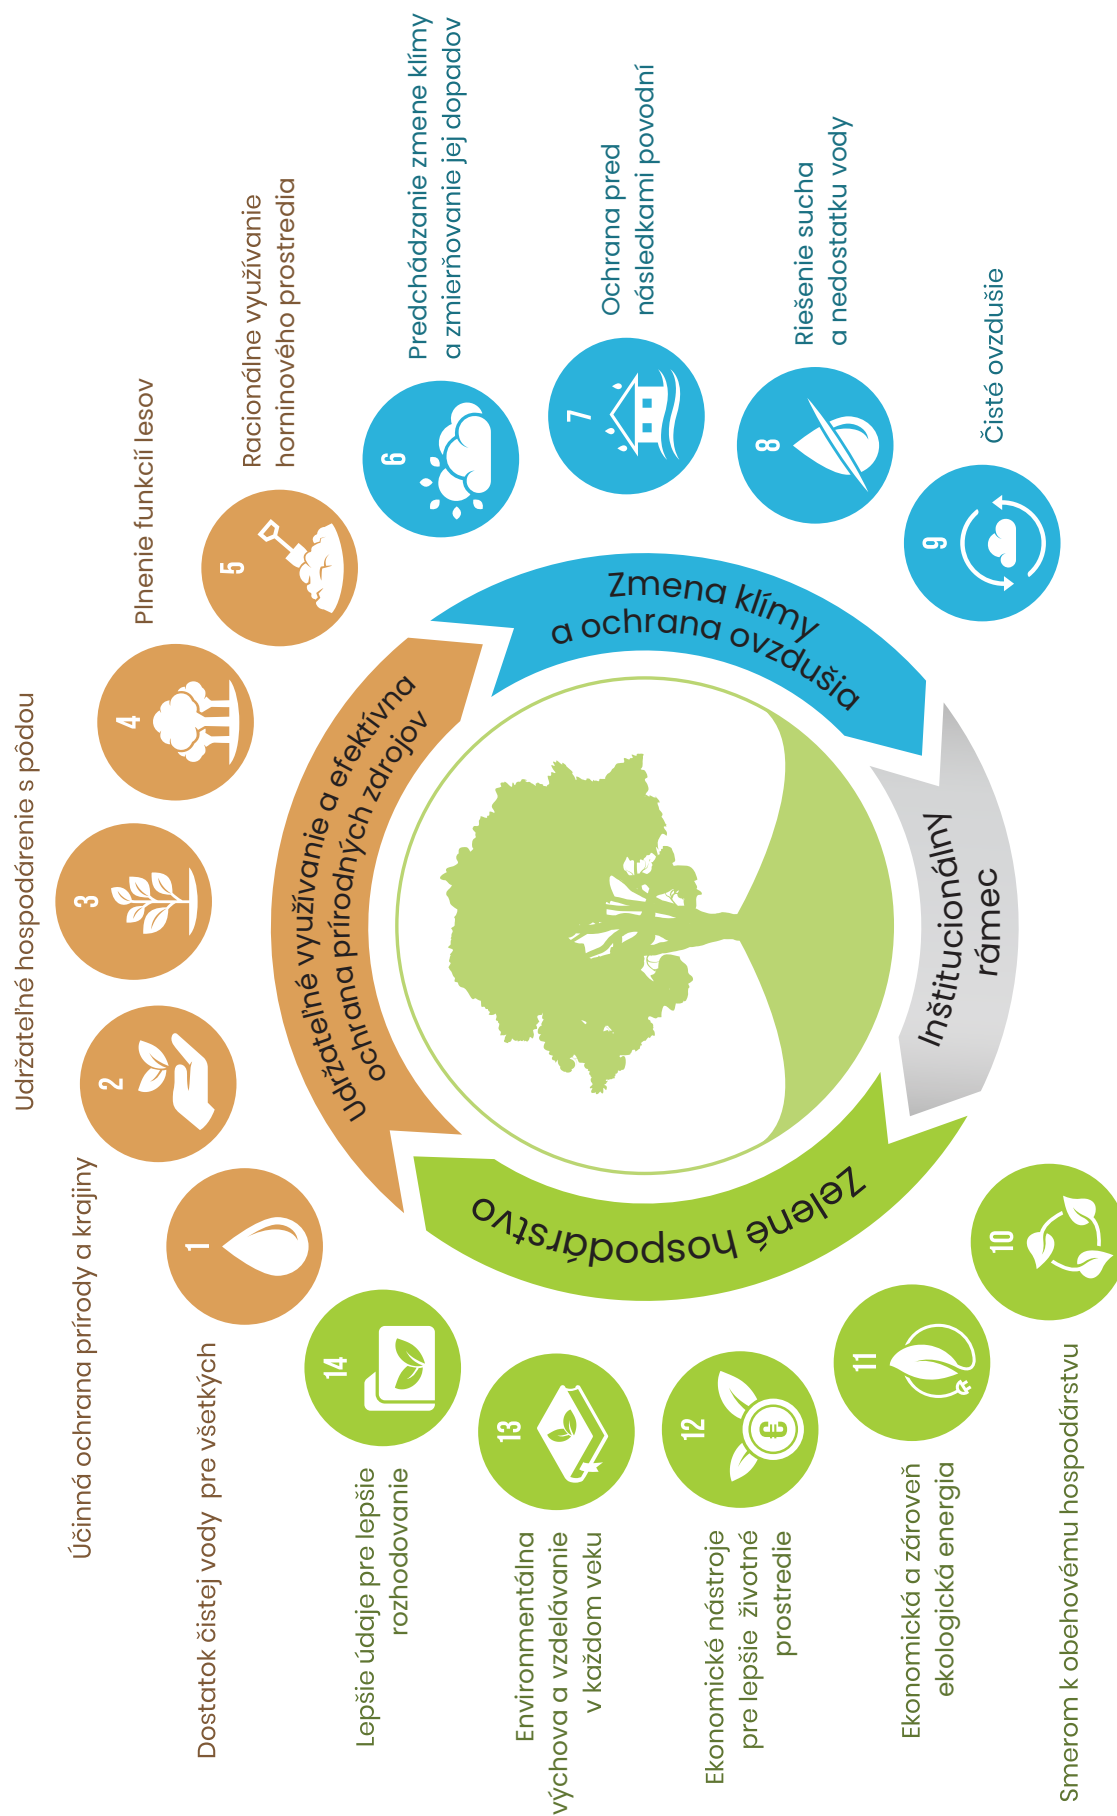 1
Dostatok čistej vody pre všetkých
2
Účinná ochrana prírody a krajiny
3
Udržateľné hospodárenie s pôdou
4
Plnenie funkcií lesov
5
Racionálne využívanie
horninového prostredia
6
Predchádzanie zmene klímy
a zmierňovanie jej dopadov
7
Ochrana pred
následkami povodní
8
Riešenie sucha
a nedostatku vody
9
Čisté ovzdušie
10
Smerom k obehovému hospodárstvu
11
Ekonomická a zároveň
ekologická energia
12
€
Ekonomické nástroje
pre lepšie životné
prostredie
13
Environmentálna
výchova a vzdelávanie
v každom veku
14
Lepšie údaje pre lepšie
rozhodovanie
Udržateľné využívanie a efektívna
ochrana prírodných zdrojov
Zmena klímy
a ochrana ovzdušia
Inštitucionálny
rámec
Zelené hospodárstvo